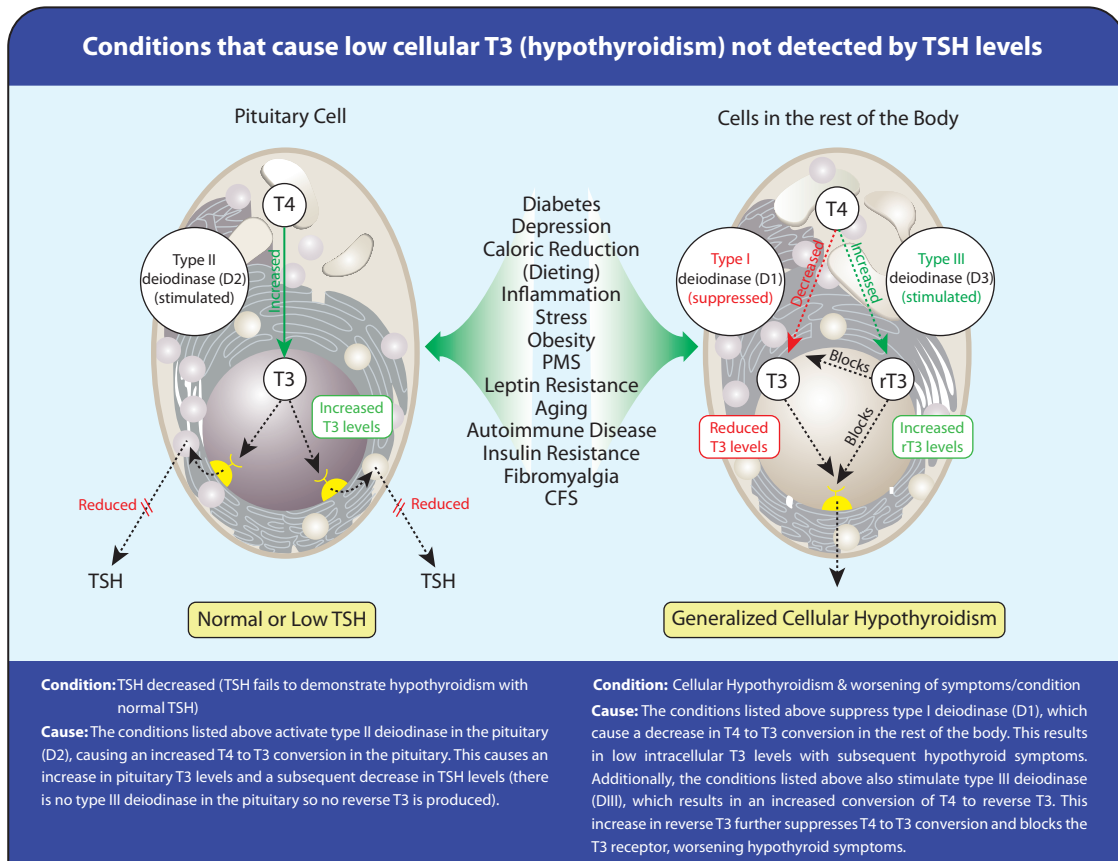 Conditions that cause low cellular T3 (hypothyroidism) not detected by TSH levels
Pituitary Cell
T4
Type II
deiodinase (D2)
(stimulated)
Increased
T3
Increased
T3 levels
Reduced
Reduced
TSH
TSH
Normal or Low TSH
Diabetes
Depression
Caloric Reduction
(Dieting)
Inflammation
Stress
Obesity
PMS
Leptin Resistance
Aging
Autoimmune Disease
Insulin Resistance
Fibromyalgia
CFS
Cells in the rest of the Body
T4
Type I
deiodinase (D1)
(suppressed)
Decreased
Increased
Type III
deiodinase (D3)
(stimulated)
T3
Blocks
rT3
Blocks
Reduced
T3 levels
Increased
rT3 levels
Generalized Cellular Hypothyroidism
Condition: TSH decreased (TSH fails to demonstrate hypothyroidism with
normal TSH)
Cause: The conditions listed above activate type II deiodinase in the pituitary
(D2), causing an increased T4 to T3 conversion in the pituitary. This causes an
increase in pituitary T3 levels and a subsequent decrease in TSH levels (there
is no type III deiodinase in the pituitary so no reverse T3 is produced).
Condition: Cellular Hypothyroidism & worsening of symptoms/condition
Cause: The conditions listed above suppress type I deiodinase (D1), which
cause a decrease in T4 to T3 conversion in the rest of the body. This results
in low intracellular T3 levels with subsequent hypothyroid symptoms.
Additionally, the conditions listed above also stimulate type III deiodinase
(DIII), which results in an increased conversion of T4 to reverse T3. This
increase in reverse T3 further suppresses T4 to T3 conversion and blocks the
T3 receptor, worsening hypothyroid symptoms.